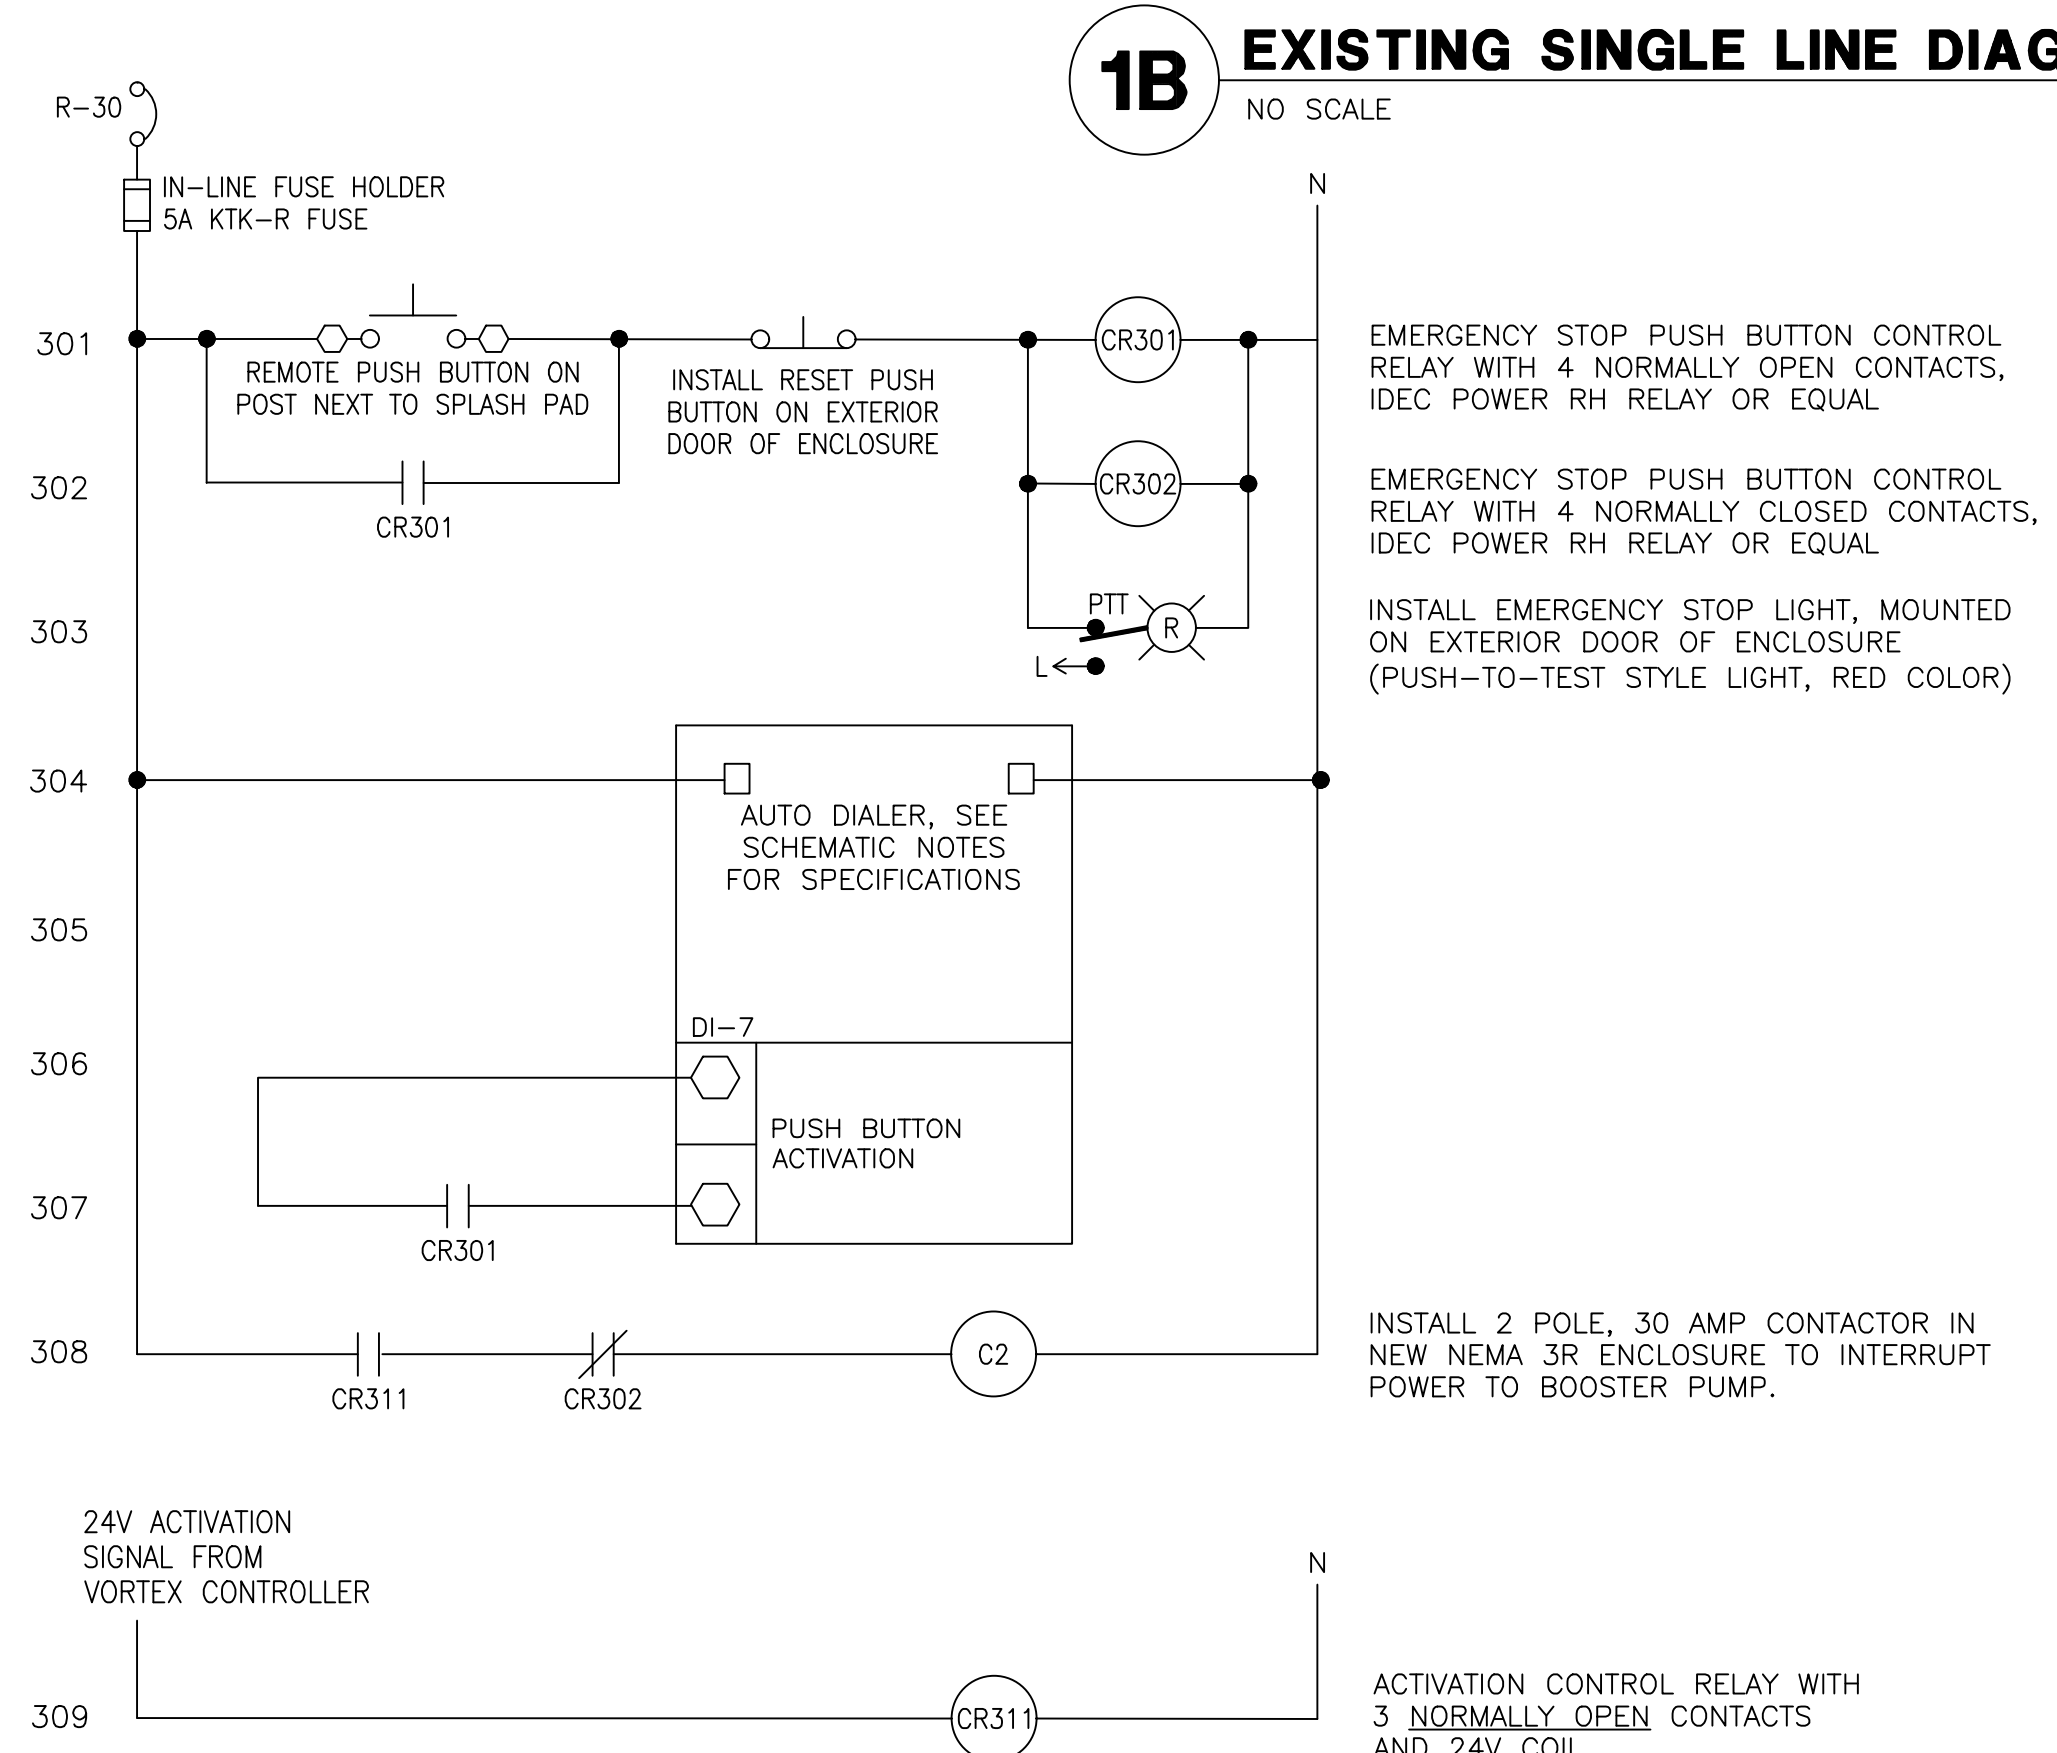 1B
EXISTING SINGLE LINE DIAG
NO SCALE
R-30
IN-LINE FUSE HOLDER
5A KTK-R FUSE
N
301
REMOTE PUSH BUTTON ON
POST NEXT TO SPLASH PAD
INSTALL RESET PUSH
BUTTON ON EXTERIOR
DOOR OF ENCLOSURE
CR301
EMERGENCY STOP PUSH BUTTON CONTROL
RELAY WITH 4 NORMALLY OPEN CONTACTS,
IDEC POWER RH RELAY OR EQUAL
302
CR301
CR302
EMERGENCY STOP PUSH BUTTON CONTROL
RELAY WITH 4 NORMALLY CLOSED CONTACTS,
IDEC POWER RH RELAY OR EQUAL
303
PTT
R
L
INSTALL EMERGENCY STOP LIGHT, MOUNTED
ON EXTERIOR DOOR OF ENCLOSURE
(PUSH-TO-TEST STYLE LIGHT, RED COLOR)
304
AUTO DIALER, SEE
SCHEMATIC NOTES
FOR SPECIFICATIONS
305
DI-7
306
PUSH BUTTON
ACTIVATION
307
CR301
308
CR311
CR302
C2
INSTALL 2 POLE, 30 AMP CONTACTOR IN
NEW NEMA 3R ENCLOSURE TO INTERRUPT
POWER TO BOOSTER PUMP.
24V ACTIVATION
SIGNAL FROM
VORTEX CONTROLLER
N
309
CR311
ACTIVATION CONTROL RELAY WITH
3 NORMALLY OPEN CONTACTS
AND 24V COIL